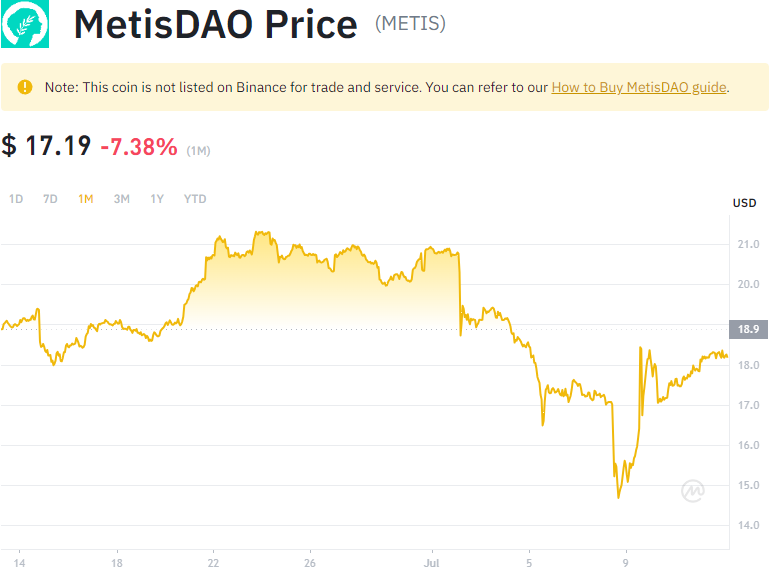 MetisDAO Price (METIS)
Note: This coin is not listed on Binance for trade and service. You can refer to our How to Buy MetisDAO guide.
$ 17.19 -7.38% (1M)
1D 7D 1M 3M 1Y YTD
USD
21.0
20.0
18.9
18.0
17.0
16.0
15.0
14.0
14 18 22 26 Jul 5 9